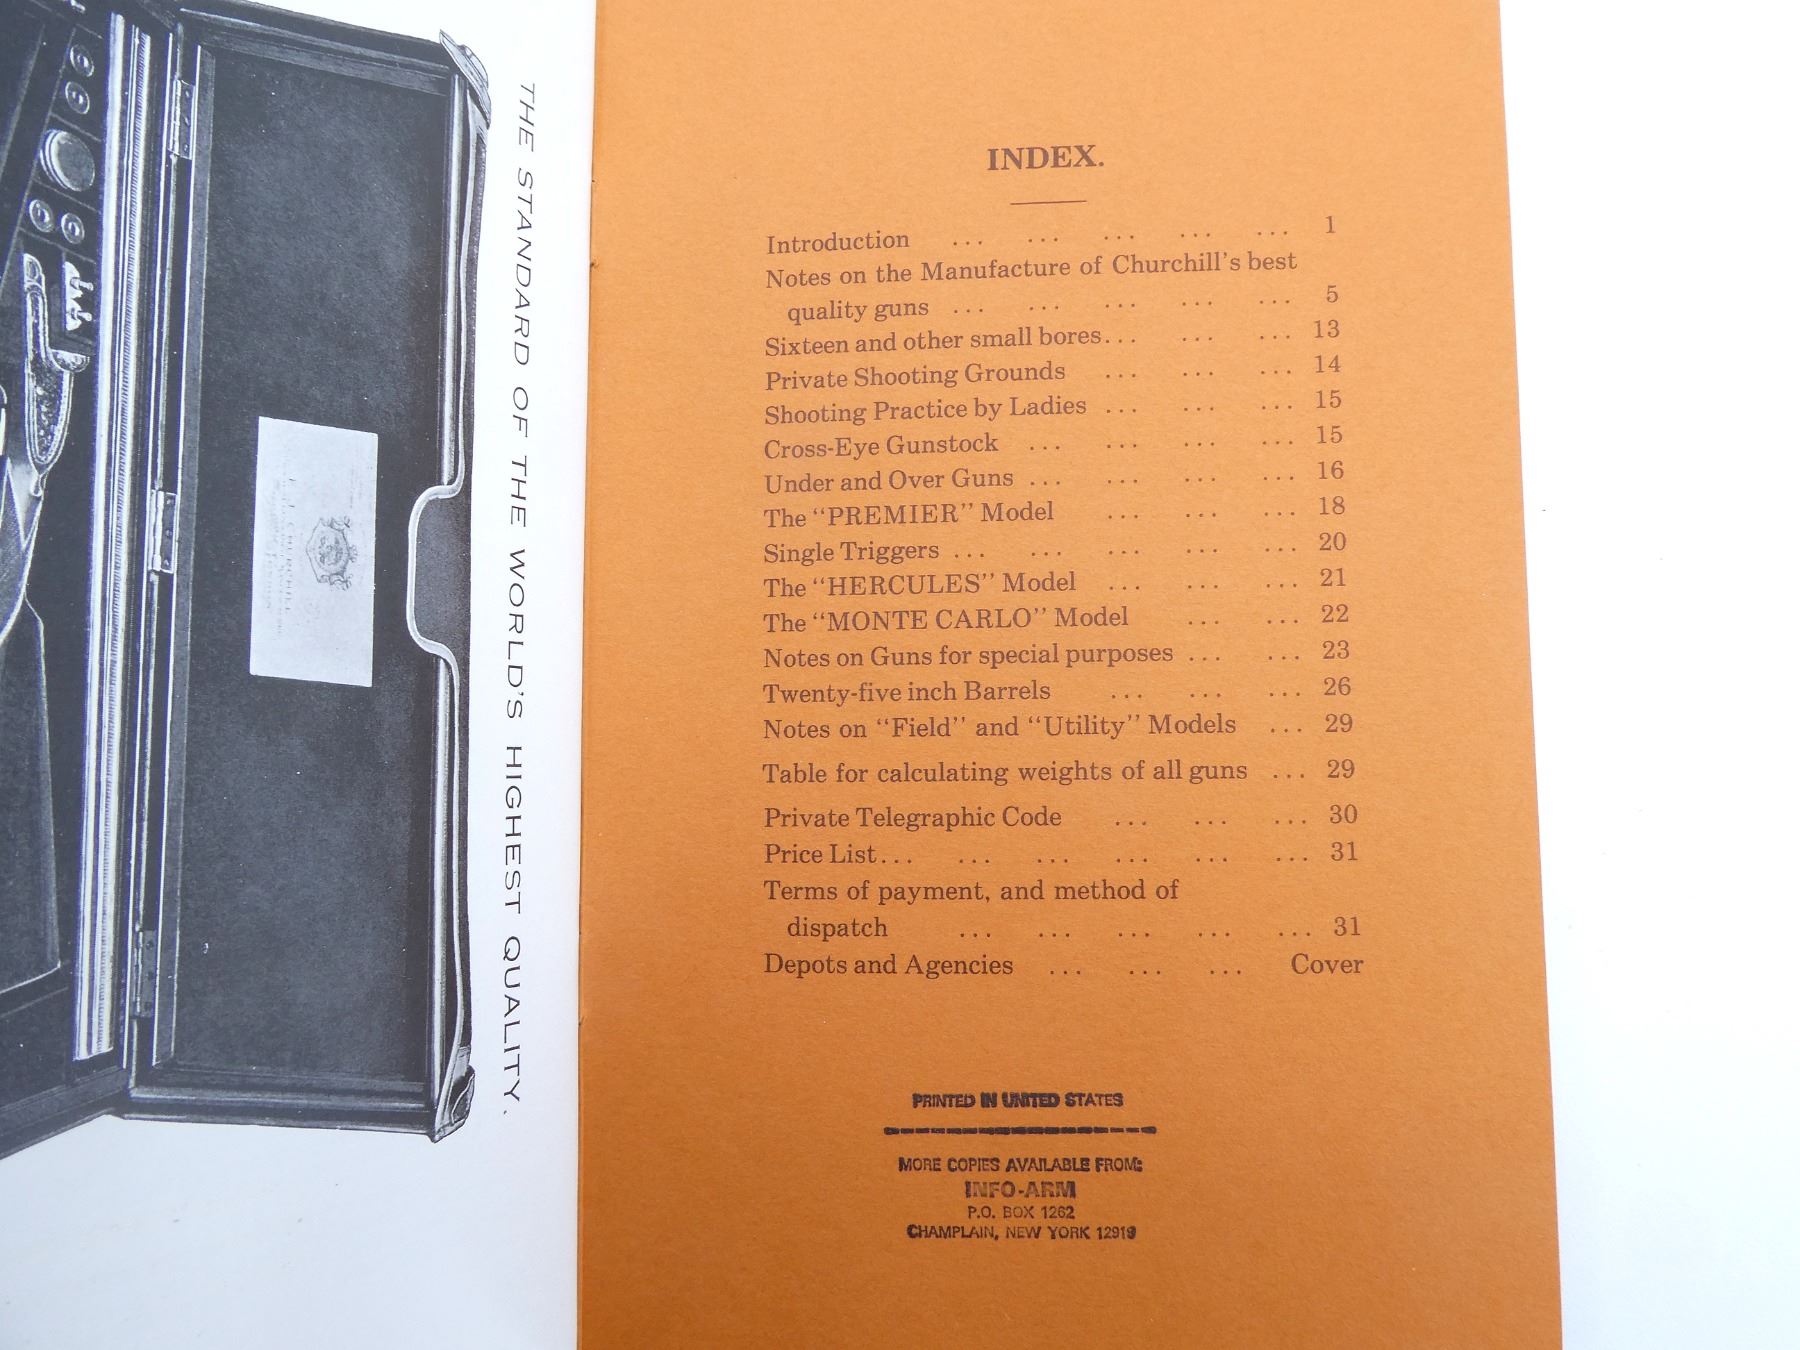 THE STANDARD OF THE WORLD'S HIGHEST QUALITY.
INDEX.
Introduction ... ... ... ... ... 1
Notes on the Manufacture of Churchill's best
quality guns ... ... ... ... ... 5
Sixteen and other small bores... ... ... 13
Private Shooting Grounds ... ... ... 14
Shooting Practice by Ladies ... ... ... 15
Cross-Eye Gunstock ... ... ... ... 15
Under and Over Guns ... ... ... ... 16
The "PREMIER" Model ... ... ... 18
Single Triggers ... ... ... ... ... 20
The "HERCULES" Model ... ... ... 21
The "MONTE CARLO" Model ... ... 22
Notes on Guns for special purposes ... ... 23
Twenty-five inch Barrels ... ... ... 26
Notes on "Field" and "Utility" Models ... 29
Table for calculating weights of all guns ... 29
Private Telegraphic Code ... ... ... 30
Price List... ... ... ... ... ... 31
Terms of payment, and method of
dispatch ... ... ... ... ... 31
Depots and Agencies ... ... ... Cover
PRINTED IN UNITED STATES
MORE COPIES AVAILABLE FROM:
INFO-ARM
P.O. BOX 1262
CHAMPLAIN, NEW YORK 12919